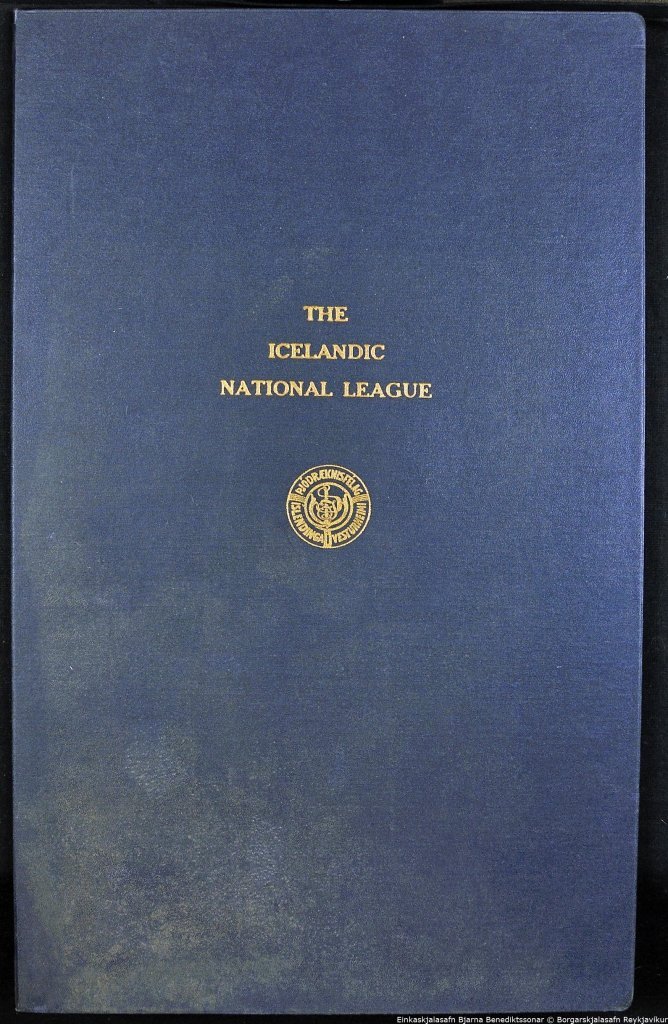 THE
ICELANDIC
NATIONAL LEAGUE
ÞJÓÐRÆKNISFÉLAG
ÍSLENDINGA Í VESTURHEIMI
Einkaskjalasafn Bjarna Benediktssonar © Borgarskjalasafn Reykjavíkur